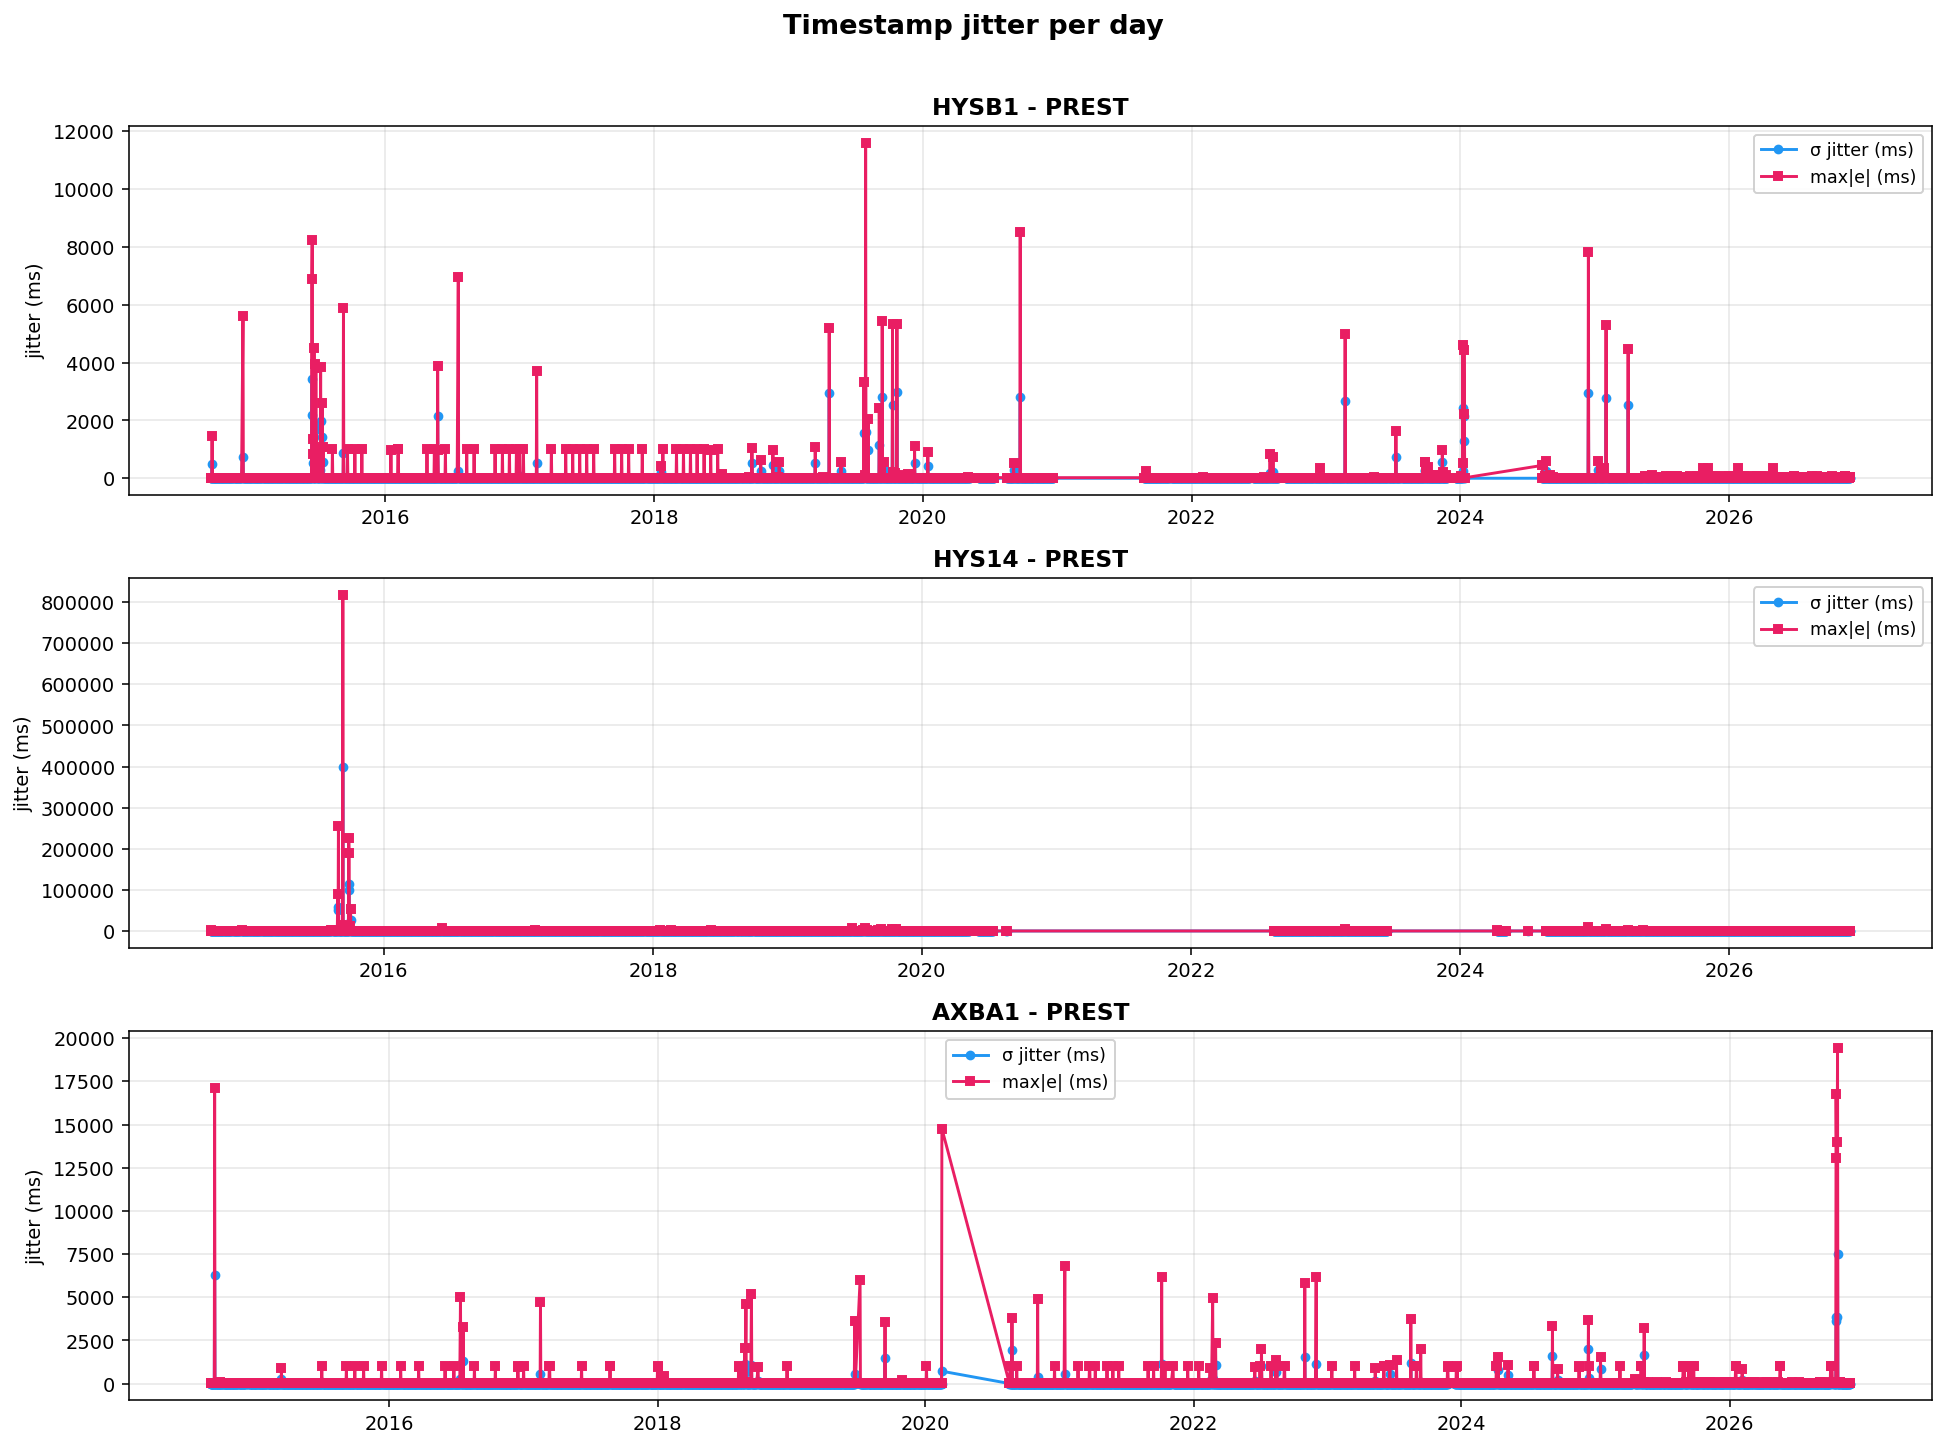 Timestamp jitter per day
HYSB1 - PREST
jitter (ms)
12000
10000
8000
6000
4000
2000
0
σ jitter (ms)
max|e| (ms)
2016 2018 2020 2022 2024 2026
HYS14 - PREST
jitter (ms)
800000
700000
600000
500000
400000
300000
200000
100000
0
σ jitter (ms)
max|e| (ms)
2016 2018 2020 2022 2024 2026
AXBA1 - PREST
jitter (ms)
20000
17500
15000
12500
10000
7500
5000
2500
0
σ jitter (ms)
max|e| (ms)
2016 2018 2020 2022 2024 2026